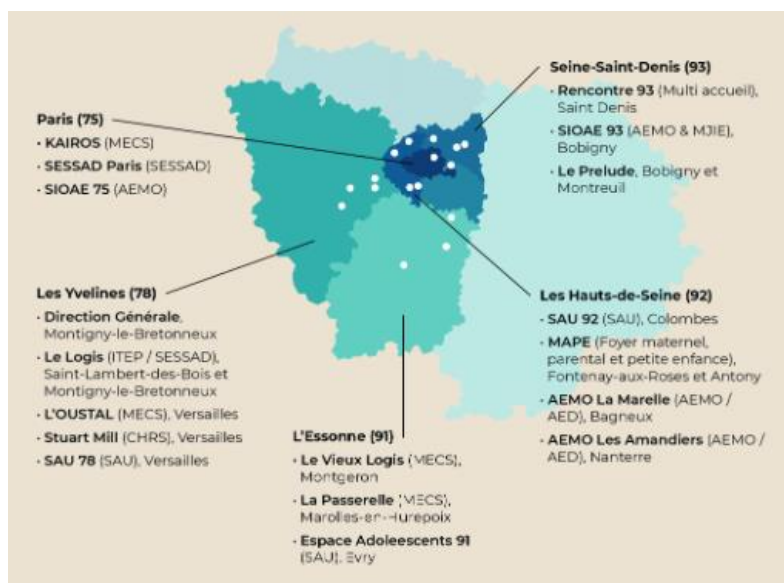 Paris (75)
· KAIROS (MECS)
· SESSAD Paris (SESSAD)
· SIOAE 75 (AEMO)
Seine-Saint-Denis (93)
· Rencontre 93 (Multi accueil),
Saint Denis
· SIOAE 93 (AEMO & MJIE),
Bobigny
· Le Prelude, Bobigny et
Montreuil
Les Yvelines (78)
· Direction Générale,
Montigny-le-Bretonneux
· Le Logis (ITEP / SESSAD),
Saint-Lambert-des-Bois et
Montigny-le-Bretonneux
· L'OUSTAL (MECS), Versailles
· Stuart Mill (CHRS), Versailles
· SAU 78 (SAU), Versailles
Les Hauts-de-Seine (92)
· SAU 92 (SAU), Colombes
· MAPE (Foyer maternel,
parental et petite enfance),
Fontenay-aux-Roses et Antony
· AEMO La Marelle (AEMO /
AED), Bagneux
· AEMO Les Amandiers (AEMO /
AED), Nanterre
L'Essonne (91)
· Le Vieux Logis (MECS),
Montgeron
· La Passerelle (MECS),
Marolles-en-Hurepoix
· Espace Adoleescents 91
(SAU), Evry